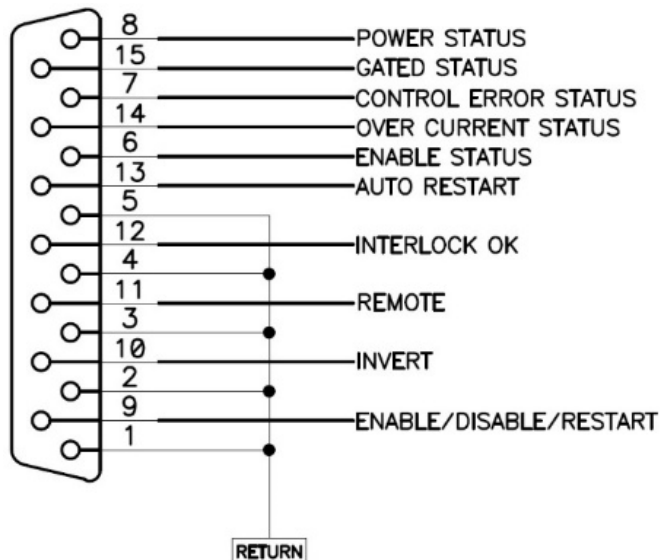 8 POWER STATUS
15 GATED STATUS
7 CONTROL ERROR STATUS
14 OVER CURRENT STATUS
6 ENABLE STATUS
13 AUTO RESTART
5
12 INTERLOCK OK
4
11 REMOTE
3
10 INVERT
2
9 ENABLE/DISABLE/RESTART
1
RETURN